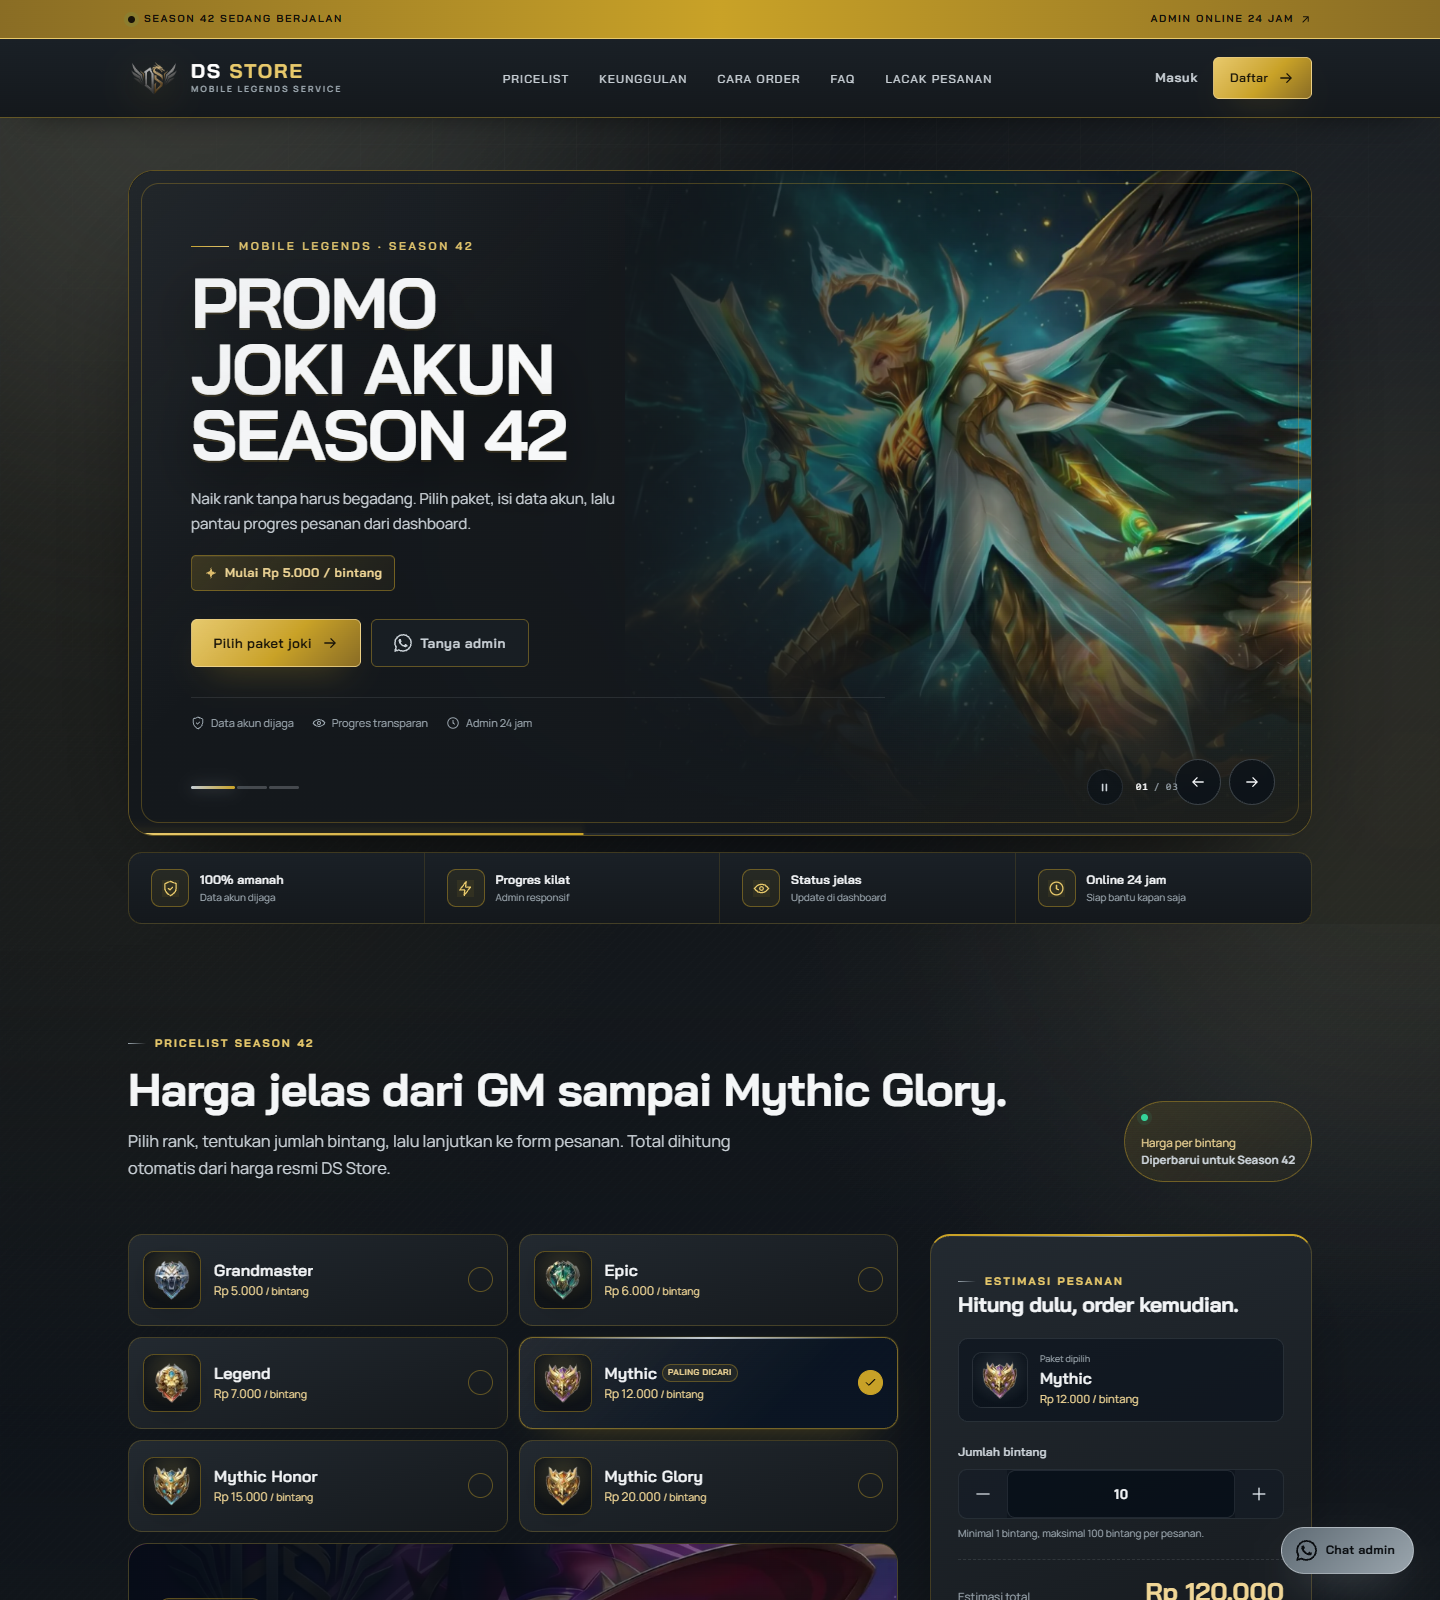 SEASON 42 SEDANG BERJALAN
ADMIN ONLINE 24 JAM
DS STORE
MOBILE LEGENDS SERVICE
PRICELIST
KEUNGGULAN
CARA ORDER
FAQ
LACAK PESANAN
Masuk
Daftar
MOBILE LEGENDS · SEASON 42
PROMO
JOKI AKUN
SEASON 42
Naik rank tanpa harus begadang. Pilih paket, isi data akun, lalu
pantau progres pesanan dari dashboard.
Mulai Rp 5.000 / bintang
Pilih paket joki
Tanya admin
Data akun dijaga
Progres transparan
Admin 24 jam
01 / 03
100% amanah
Data akun dijaga
Progres kilat
Admin responsif
Status jelas
Update di dashboard
Online 24 jam
Siap bantu kapan saja
PRICELIST SEASON 42
Harga jelas dari GM sampai Mythic Glory.
Pilih rank, tentukan jumlah bintang, lalu lanjutkan ke form pesanan. Total dihitung
otomatis dari harga resmi DS Store.
Harga per bintang
Diperbarui untuk Season 42
Grandmaster
Rp 5.000 / bintang
Epic
Rp 6.000 / bintang
Legend
Rp 7.000 / bintang
Mythic PALING DICARI
Rp 12.000 / bintang
Mythic Honor
Rp 15.000 / bintang
Mythic Glory
Rp 20.000 / bintang
ESTIMASI PESANAN
Hitung dulu, order kemudian.
Paket dipilih
Mythic
Rp 12.000 / bintang
Jumlah bintang
10
Minimal 1 bintang, maksimal 100 bintang per pesanan.
Chat admin
Estimasi total
Rp 120.000